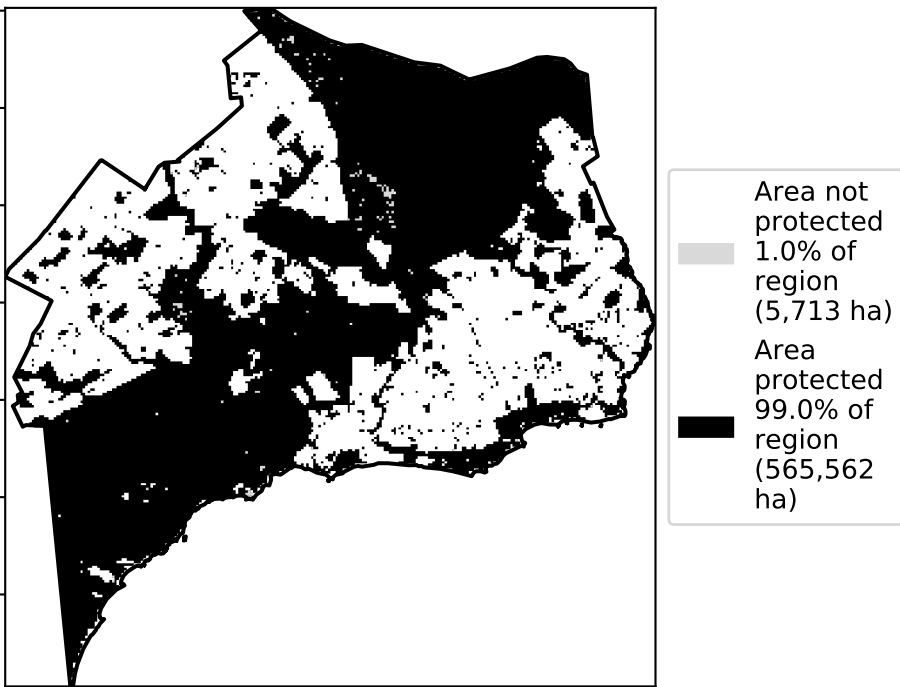 Area not
protected
1.0% of
region
(5,713 ha)
Area
protected
99.0% of
region
(565,562
ha)